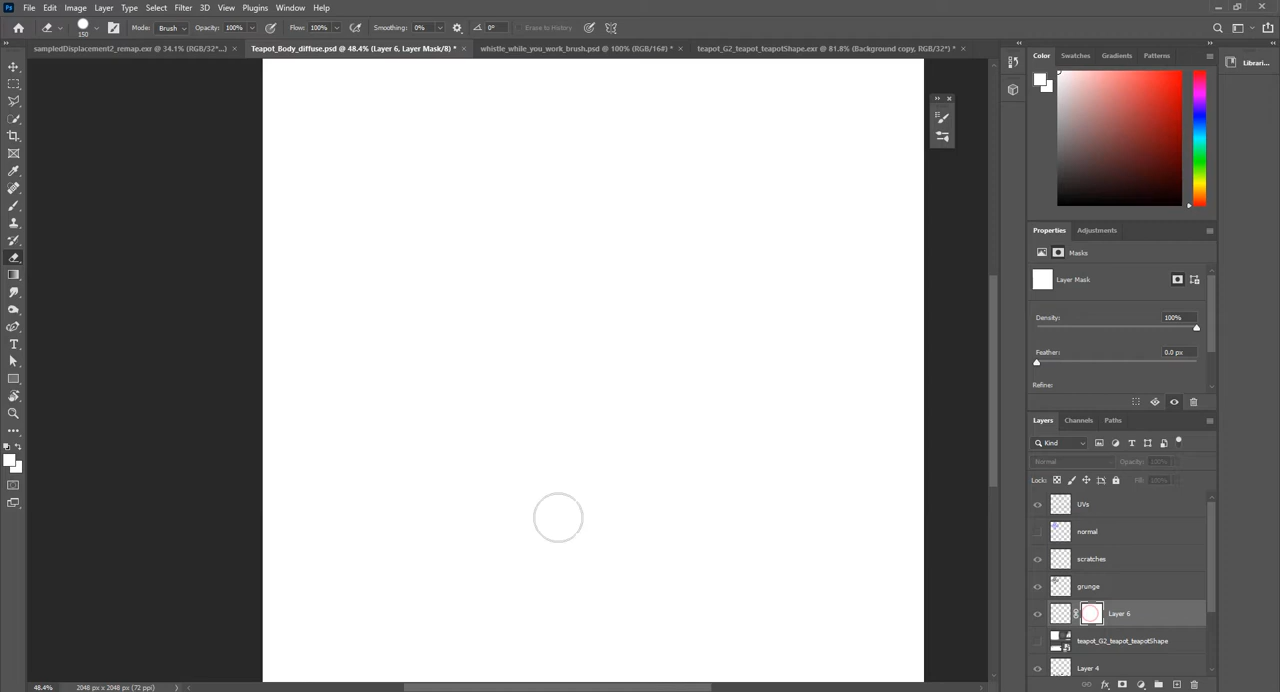 Ps File Edit Image Layer Type Select Filter 3D View Plugins Window Help
150 Mode: Brush Opacity: 100% Flow: 100% Smoothing: 0% 0° Erase to History
sampledDisplacement2_remap.exr @ 34.1% (RGB/32*...) × Teapot_Body_diffuse.psd @ 48.4% (Layer 6, Layer Mask/8) * × whistle_while_you_work_brush.psd @ 100% (RGB/16#) * × teapot_G2_teapot_teapotShape.exr @ 81.8% (Background copy, RGB/32*) * ×
Color Swatches Gradients Patterns
Librari...
Properties Adjustments
Masks
Layer Mask
Density: 100%
Feather: 0.0 px
Refine:
Layers Channels Paths
Kind
Normal Opacity: 100%
Lock: Fill: 100%
UVs
normal
scratches
grunge
Layer 6
teapot_G2_teapot_teapotShape
Layer 4
48.4% 2048 px x 2048 px (72 ppi)